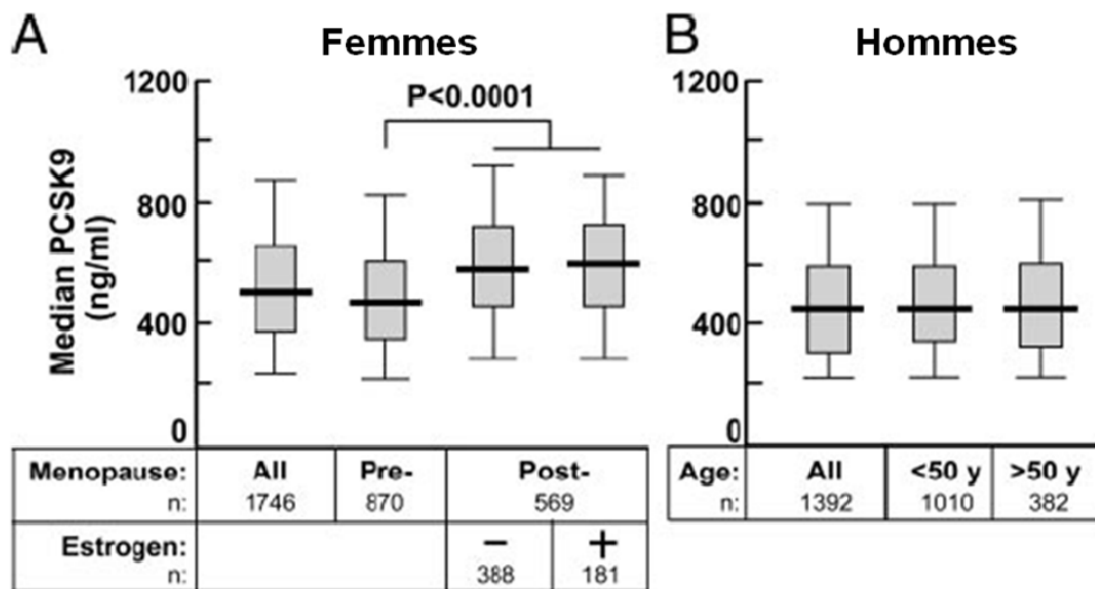 A Femmes
1200
800
400
0
Median PCSK9
(ng/ml)
P<0.0001
Menopause: All Pre- Post-
n: 1746 870 569
Estrogen: − +
n: 388 181
B Hommes
1200
800
400
0
Age: All <50 y >50 y
n: 1392 1010 382